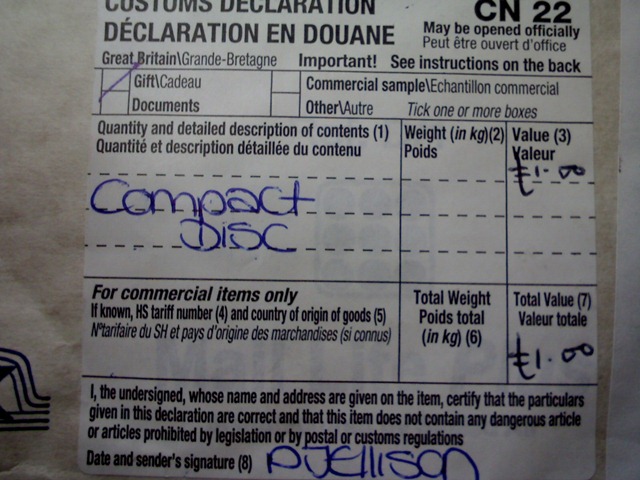 CUSTOMS DECLARATION CN 22
DÉCLARATION EN DOUANE May be opened officially
Peut être ouvert d'office
Great Britain\Grande-Bretagne Important! See instructions on the back
Gift\Cadeau Commercial sample\Echantillon commercial
Documents Other\Autre Tick one or more boxes
Quantity and detailed description of contents (1) Weight (in kg)(2) Value (3)
Quantité et description détaillée du contenu Poids Valeur
£1.00
Compact
Disc
For commercial items only Total Weight Total Value (7)
If known, HS tariff number (4) and country of origin of goods (5) Poids total Valeur totale
N°tarifaire du SH et pays d'origine des marchandises (si connus) (in kg) (6)
£1.00
I, the undersigned, whose name and address are given on the item, certify that the particulars
given in this declaration are correct and that this item does not contain any dangerous article
or articles prohibited by legislation or by postal or customs regulations
Date and sender's signature (8) PJEllison